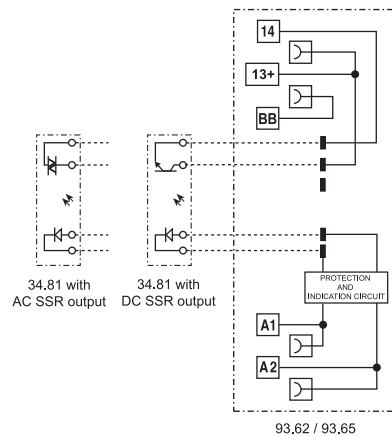 14
13+
BB
34.81 with
AC SSR output
34.81 with
DC SSR output
PROTECTION
AND
INDICATION CIRCUIT
A1
A2
93.62 / 93.65